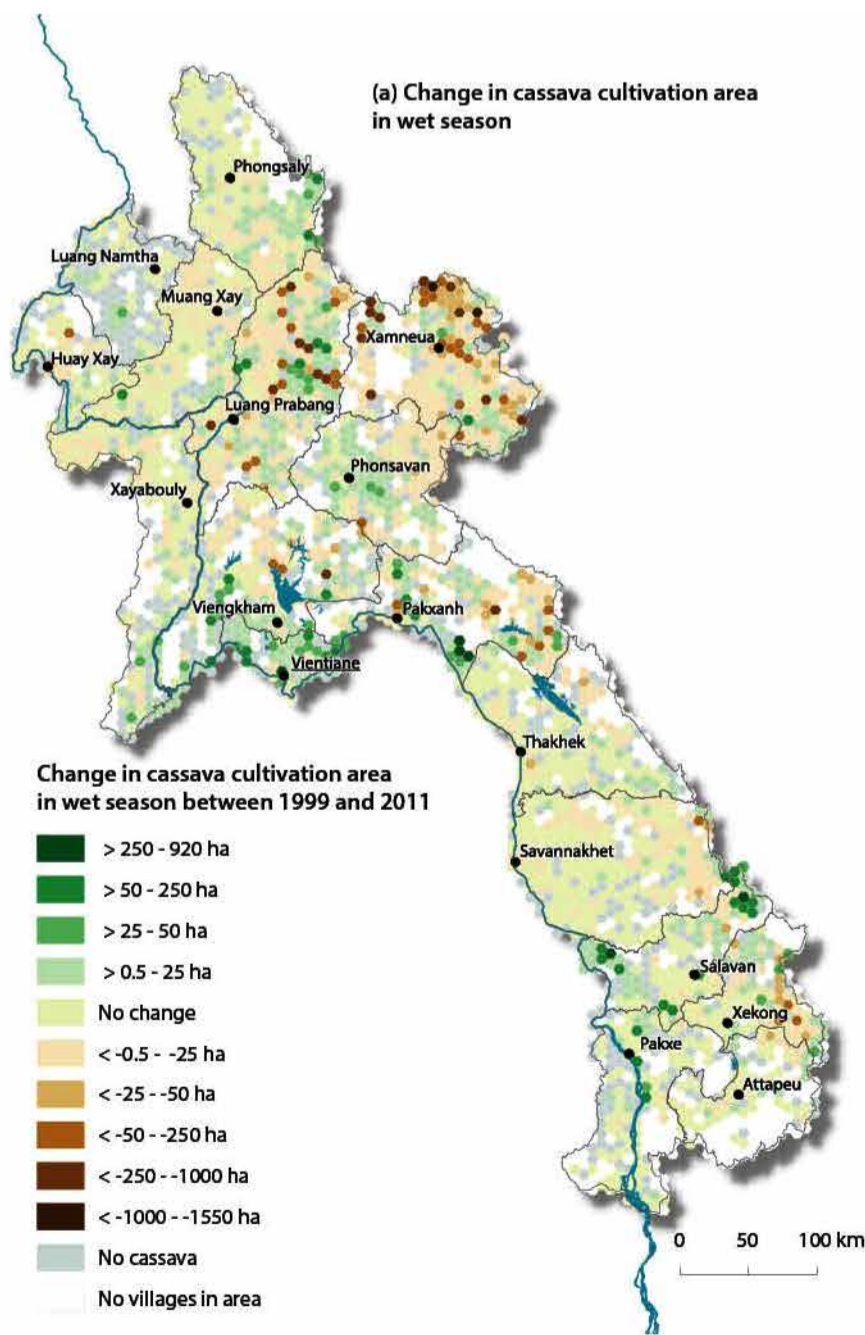 (a) Change in cassava cultivation area
in wet season
Phongsaly
Luang Namtha
Muang Xay
Xamneua
Huay Xay
Luang Prabang
Phonsavan
Xayabouly
Viengkham
Pakxanh
Vientiane
Thakhek
Change in cassava cultivation area
in wet season between 1999 and 2011
> 250 - 920 ha
> 50 - 250 ha
> 25 - 50 ha
> 0.5 - 25 ha
No change
< -0.5 - -25 ha
< -25 - -50 ha
< -50 - -250 ha
< -250 - -1000 ha
< -1000 - -1550 ha
No cassava
No villages in area
Savannakhet
Salavan
Xekong
Pakxe
Attapeu
0 50 100 km